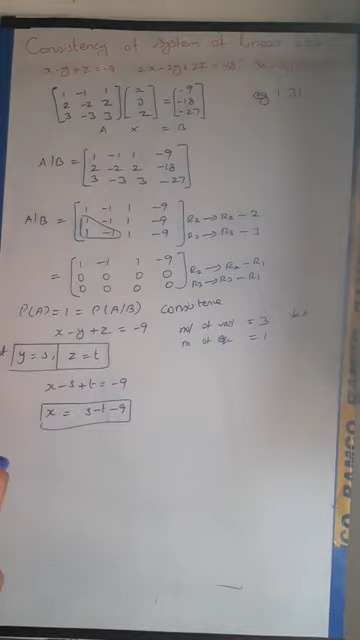 Consistency of System of Linear
x-y+z=-9 2x-2y+2z=-18
[1 -1 1; 2 -2 2; 3 -3 3] [x; y; z] = [-9; -18; -27] eg 1.31
A X = B
A/B = [1 -1 1 -9; 2 -2 2 -18; 3 -3 3 -27]
A/B = [1 -1 1 -9; 1 -1 1 -9; 1 -1 1 -9] R2 → R2 ÷ 2
R3 → R3 ÷ 3
= [1 -1 1 -9; 0 0 0 0; 0 0 0 0] R2 → R2 - R1
R3 → R3 - R1
ρ(A) = 1 = ρ(A/B)
x-y+z = -9 no/ of var/ = 3 but
y = s, z = t no of eq = 1
x-s+t = -9
x = s-t-9
BAMCO